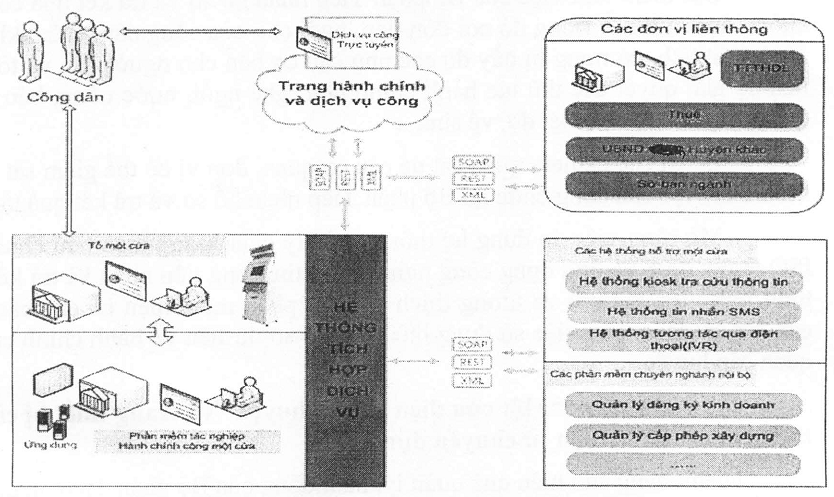 Công dân
Dịch vụ công
Trực tuyến
Trang hành chính
và dịch vụ công
Các đơn vị liên thông
TTHDL
Thuế
UBND
Huyện khác
Sở ban ngành
SOAP
REST
XML
SOAP
REST
XML
Tổ một cửa
HỆ
THỐNG
TÍCH
HỢP
DỊCH
VỤ
SOAP
REST
XML
Ứng dụng
Phần mềm tác nghiệp
Hành chính công một cửa
Các hệ thống hỗ trợ một cửa
Hệ thống kiosk tra cứu thông tin
Hệ thống tin nhắn SMS
Hệ thống tương tác qua điện
thoại(IVR)
Các phần mềm chuyên nghành nội bộ
Quản lý đăng ký kinh doanh
Quản lý cấp phép xây dựng
.......